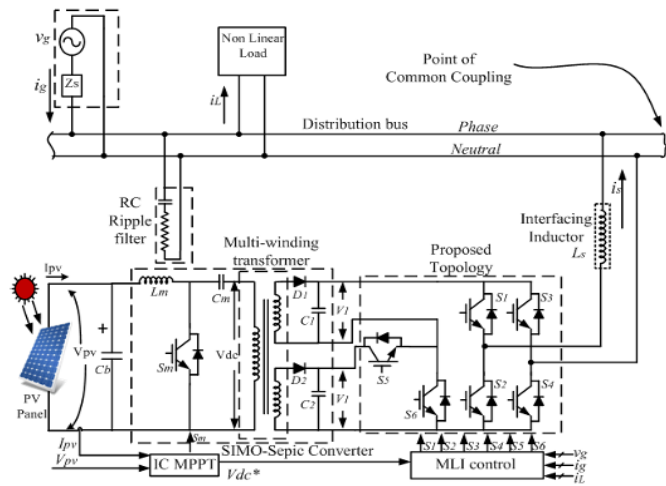 vg
Zs
ig
Non Linear
Load
iL
Point of
Common Coupling
Distribution bus
Phase
Neutral
RC
Ripple
filter
is
Interfacing
Inductor
Ls
Multi-winding
transformer
Proposed
Topology
Ipv
Lm
Cm
D1
S1
S3
C1
V1
+
Vpv
Cb
Sm
Vdc
S5
D2
C2
V1
S6
S2
S4
PV
Panel
Sm
SIMO-Sepic Converter
S1
S2
S3
S4
S5
S6
Ipv
Vpv
IC MPPT
Vdc*
MLI control
vg
ig
iL